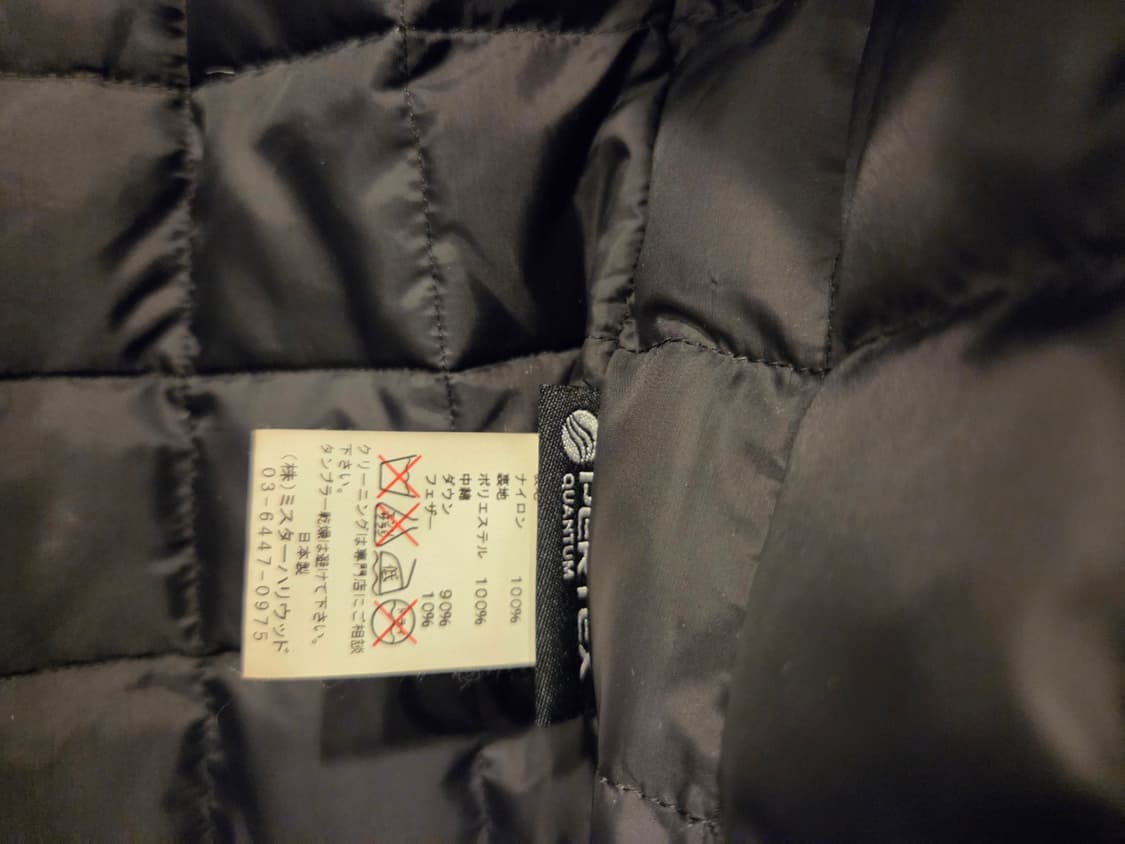 ナイロン 100%
裏地
ポリエステル 100%
中綿
ダウン 90%
フェザー 10%
低
クリーニングは専門店にご相談
下さい。
タンブラー乾燥は避けて下さい。
日本製
(株)ミスターハリウッド
03-6447-0975
PERTEX
QUANTUM